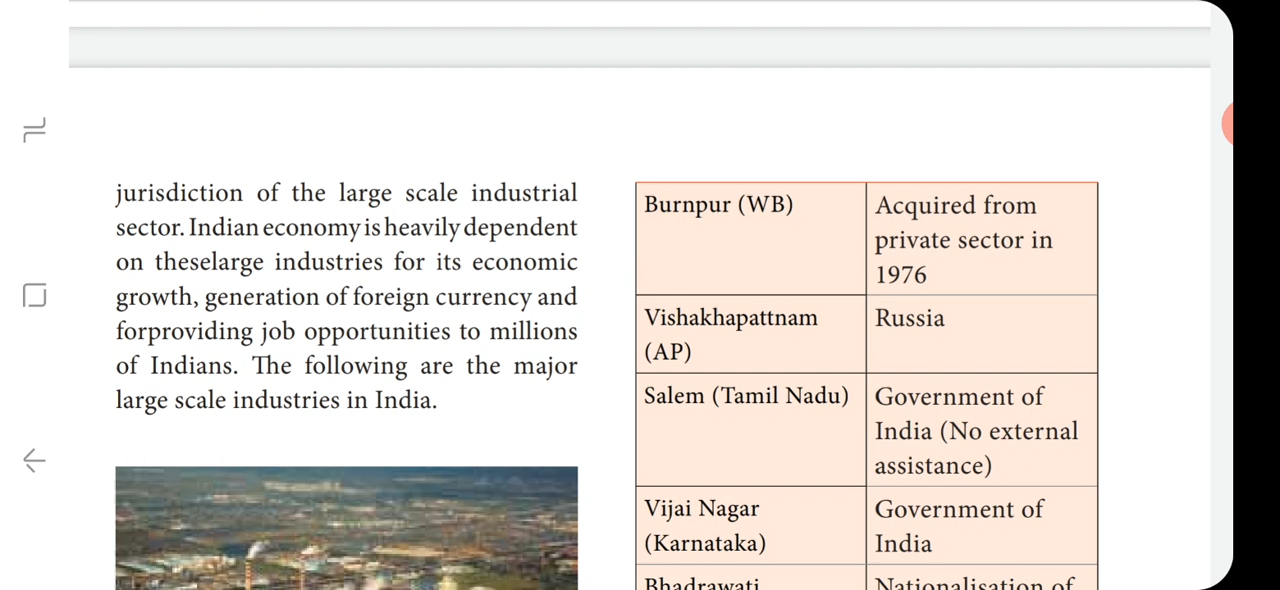 jurisdiction of the large scale industrial
sector. Indian economy is heavily dependent
on theselarge industries for its economic
growth, generation of foreign currency and
forproviding job opportunities to millions
of Indians. The following are the major
large scale industries in India.
Burnpur (WB)
Acquired from
private sector in
1976
Vishakhapattnam
(AP)
Russia
Salem (Tamil Nadu)
Government of
India (No external
assistance)
Vijai Nagar
(Karnataka)
Government of
India
Bhadrawati
Nationalisation of